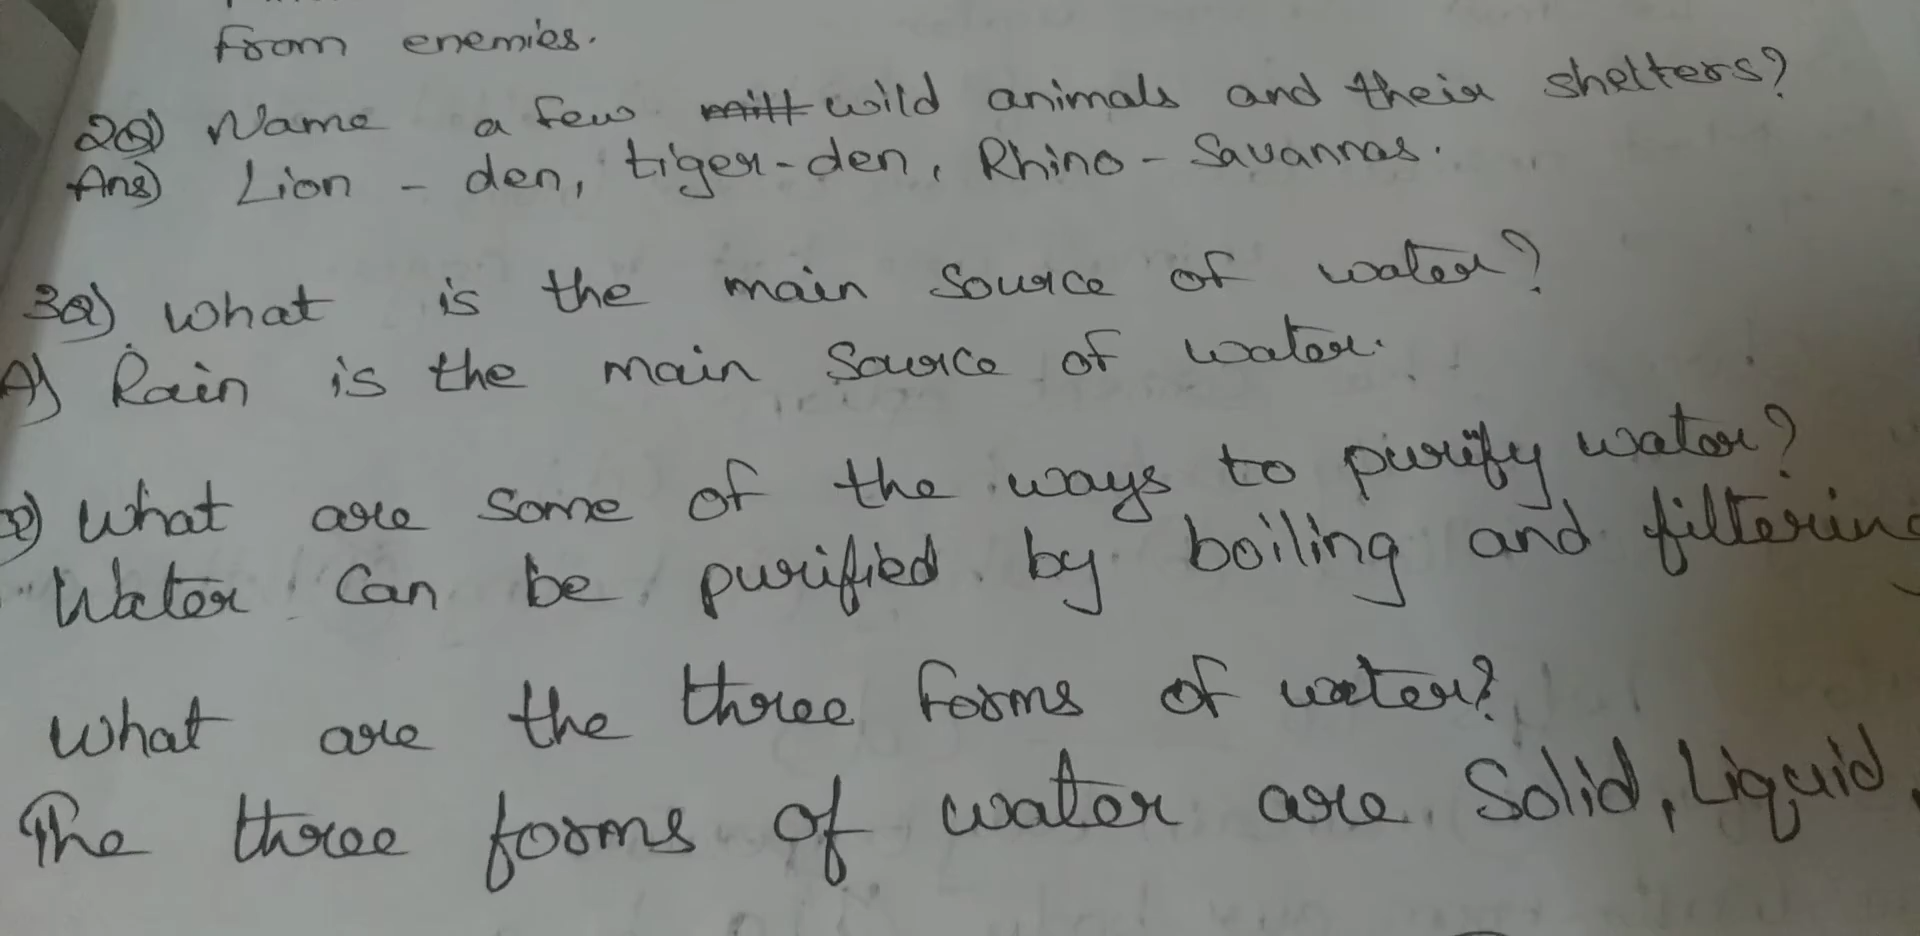 from enemies.
2Q) Name a few mitt wild animals and their shelters?
Ans) Lion - den, tiger-den, Rhino - Savannas.
3Q) What is the main source of water?
A) Rain is the main source of water.
Q) What are some of the ways to purify water?
Water can be purified by boiling and filtering
What are the three forms of water?
The three forms of water are Solid, Liquid,